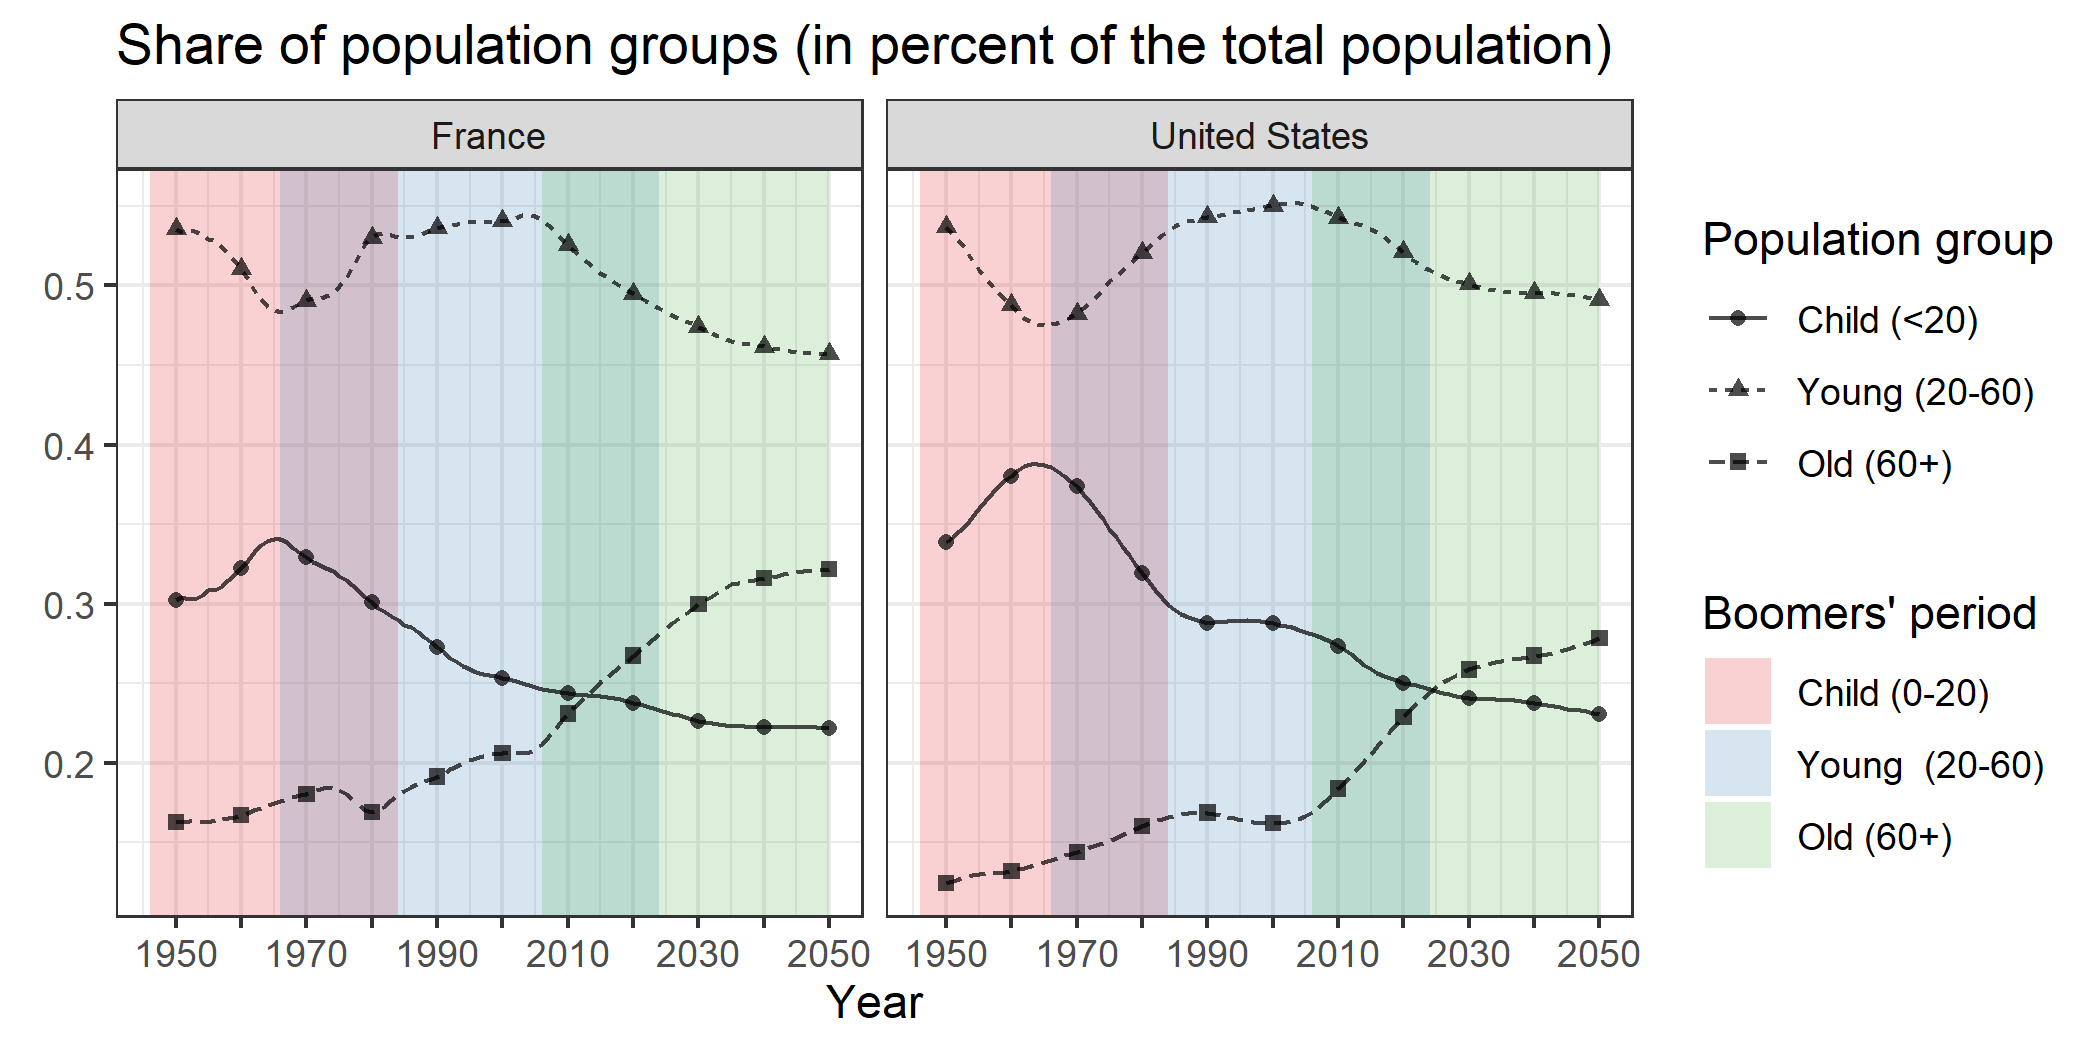 Share of population groups (in percent of the total population)
France
United States
0.5
0.4
0.3
0.2
1950 1970 1990 2010 2030 2050
1950 1970 1990 2010 2030 2050
Year
Population group
Child (<20)
Young (20-60)
Old (60+)
Boomers' period
Child (0-20)
Young  (20-60)
Old (60+)